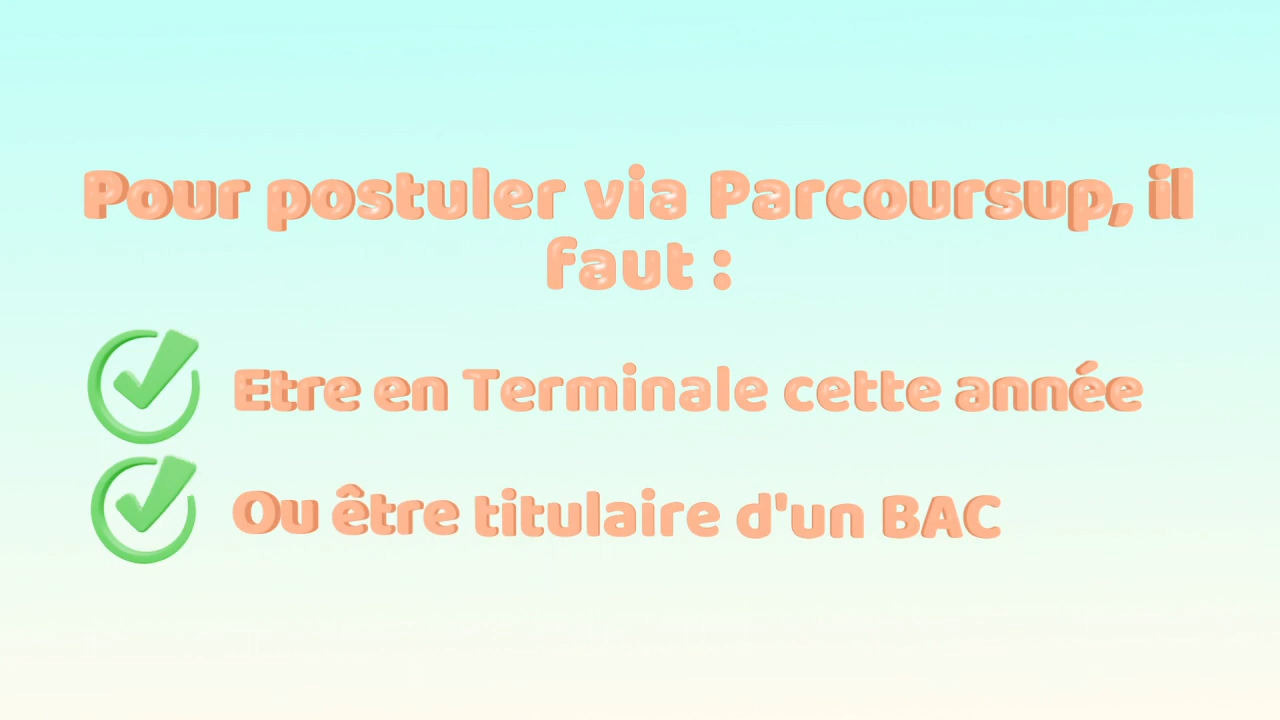 Pour postuler via Parcoursup, il
faut :
Etre en Terminale cette année
Ou être titulaire d'un BAC